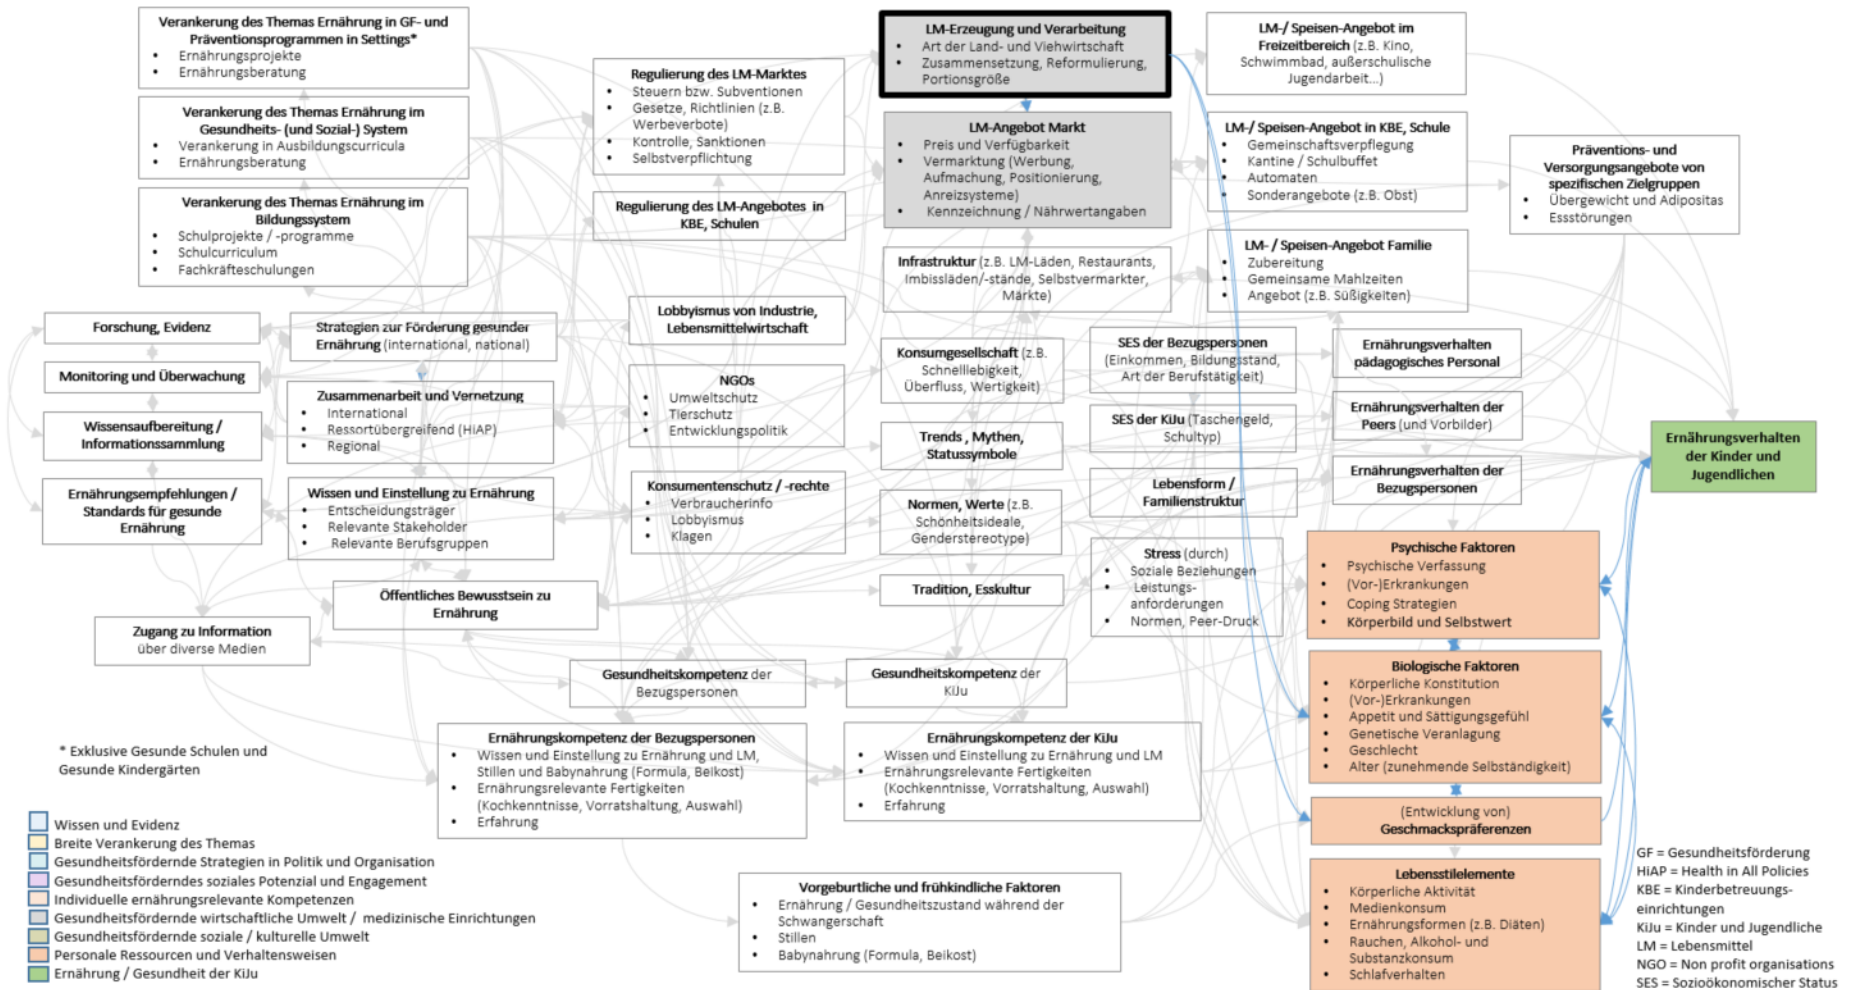 Verankerung des Themas Ernährung in GF- und
Präventionsprogrammen in Settings*
• Ernährungsprojekte
• Ernährungsberatung
Verankerung des Themas Ernährung im
Gesundheits- (und Sozial-) System
• Verankerung in Ausbildungscurricula
• Ernährungsberatung
Verankerung des Themas Ernährung im
Bildungssystem
• Schulprojekte / -programme
• Schulcurriculum
• Fachkräfteschulungen
Forschung, Evidenz
Monitoring und Überwachung
Wissensaufbereitung /
Informationssammlung
Ernährungsempfehlungen /
Standards für gesunde
Ernährung
Strategien zur Förderung gesunder
Ernährung (international, national)
Zusammenarbeit und Vernetzung
• International
• Ressortübergreifend (HiAP)
• Regional
Wissen und Einstellung zu Ernährung
• Entscheidungsträger
• Relevante Stakeholder
• Relevante Berufsgruppen
Öffentliches Bewusstsein zu
Ernährung
Zugang zu Information
über diverse Medien
Regulierung des LM-Marktes
• Steuern bzw. Subventionen
• Gesetze, Richtlinien (z.B.
Werbeverbote)
• Kontrolle, Sanktionen
• Selbstverpflichtung
Regulierung des LM-Angebotes in
KBE, Schulen
Lobbyismus von Industrie,
Lebensmittelwirtschaft
NGOs
• Umweltschutz
• Tierschutz
• Entwicklungspolitik
Konsumentenschutz / -rechte
• Verbraucherinfo
• Lobbyismus
• Klagen
Gesundheitskompetenz der
Bezugspersonen
Gesundheitskompetenz der
KiJu
Ernährungskompetenz der Bezugspersonen
• Wissen und Einstellung zu Ernährung und LM,
Stillen und Babynahrung (Formula, Beikost)
• Ernährungsrelevante Fertigkeiten
(Kochkenntnisse, Vorratshaltung, Auswahl)
• Erfahrung
Ernährungskompetenz der KiJu
• Wissen und Einstellung zu Ernährung und LM
• Ernährungsrelevante Fertigkeiten
(Kochkenntnisse, Vorratshaltung, Auswahl)
• Erfahrung
Vorgeburtliche und frühkindliche Faktoren
• Ernährung / Gesundheitszustand während der
Schwangerschaft
• Stillen
• Babynahrung (Formula, Beikost)
LM-Erzeugung und Verarbeitung
• Art der Land- und Viehwirtschaft
• Zusammensetzung, Reformulierung,
Portionsgröße
LM-Angebot Markt
• Preis und Verfügbarkeit
• Vermarktung (Werbung,
Aufmachung, Positionierung,
Anreizsysteme)
• Kennzeichnung / Nährwertangaben
Infrastruktur (z.B. LM-Läden, Restaurants,
Imbissläden/-stände, Selbstvermarkter,
Märkte)
Konsumgesellschaft (z.B.
Schnelllebigkeit,
Überfluss, Wertigkeit)
Trends , Mythen,
Statussymbole
Normen, Werte (z.B.
Schönheitsideale,
Genderstereotype)
Tradition, Esskultur
LM-/ Speisen-Angebot im
Freizeitbereich (z.B. Kino,
Schwimmbad, außerschulische
Jugendarbeit...)
LM-/ Speisen-Angebot in KBE, Schule
• Gemeinschaftsverpflegung
• Kantine / Schulbuffet
• Automaten
• Sonderangebote (z.B. Obst)
LM- / Speisen-Angebot Familie
• Zubereitung
• Gemeinsame Mahlzeiten
• Angebot (z.B. Süßigkeiten)
SES der Bezugspersonen
(Einkommen, Bildungsstand,
Art der Berufstätigkeit)
SES der KiJu (Taschengeld,
Schultyp)
Lebensform /
Familienstruktur
Stress (durch)
• Soziale Beziehungen
• Leistungs-
anforderungen
• Normen, Peer-Druck
Präventions- und
Versorgungsangebote von
spezifischen Zielgruppen
• Übergewicht und Adipositas
• Essstörungen
Ernährungsverhalten
pädagogisches Personal
Ernährungsverhalten der
Peers (und Vorbilder)
Ernährungsverhalten der
Bezugspersonen
Ernährungsverhalten
der Kinder und
Jugendlichen
Psychische Faktoren
• Psychische Verfassung
• (Vor-)Erkrankungen
• Coping Strategien
• Körperbild und Selbstwert
Biologische Faktoren
• Körperliche Konstitution
• (Vor-)Erkrankungen
• Appetit und Sättigungsgefühl
• Genetische Veranlagung
• Geschlecht
• Alter (zunehmende Selbständigkeit)
(Entwicklung von)
Geschmackspräferenzen
Lebensstilelemente
• Körperliche Aktivität
• Medienkonsum
• Ernährungsformen (z.B. Diäten)
• Rauchen, Alkohol- und
Substanzkonsum
• Schlafverhalten
* Exklusive Gesunde Schulen und
Gesunde Kindergärten
Wissen und Evidenz
Breite Verankerung des Themas
Gesundheitsfördernde Strategien in Politik und Organisation
Gesundheitsförderndes soziales Potenzial und Engagement
Individuelle ernährungsrelevante Kompetenzen
Gesundheitsfördernde wirtschaftliche Umwelt / medizinische Einrichtungen
Gesundheitsfördernde soziale / kulturelle Umwelt
Personale Ressourcen und Verhaltensweisen
Ernährung / Gesundheit der KiJu
GF = Gesundheitsförderung
HiAP = Health in All Policies
KBE = Kinderbetreuungs-
einrichtungen
KiJu = Kinder und Jugendliche
LM = Lebensmittel
NGO = Non profit organisations
SES = Sozioökonomischer Status